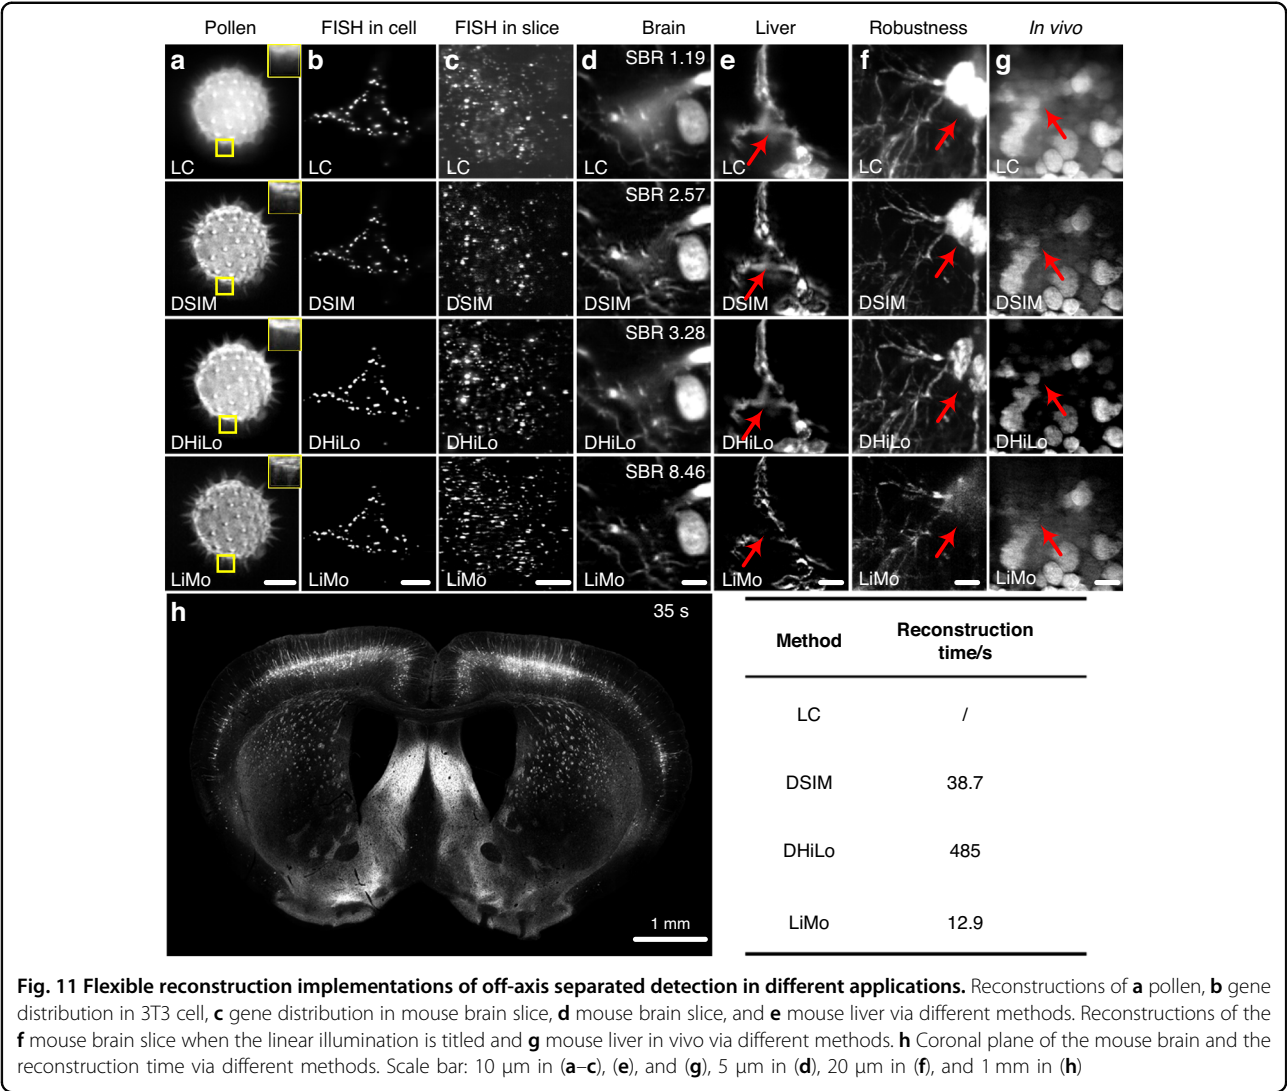 Pollen FISH in cell FISH in slice Brain Liver Robustness In vivo
a b c d SBR 1.19 e f g
LC LC LC LC LC LC LC
SBR 2.57
DSIM DSIM DSIM DSIM DSIM DSIM DSIM
SBR 3.28
DHiLo DHiLo DHiLo DHiLo DHiLo DHiLo DHiLo
SBR 8.46
LiMo LiMo LiMo LiMo LiMo LiMo LiMo
h 35 s
1 mm
Method Reconstruction time/s
LC /
DSIM 38.7
DHiLo 485
LiMo 12.9
Fig. 11 Flexible reconstruction implementations of off-axis separated detection in different applications. Reconstructions of a pollen, b gene
distribution in 3T3 cell, c gene distribution in mouse brain slice, d mouse brain slice, and e mouse liver via different methods. Reconstructions of the
f mouse brain slice when the linear illumination is titled and g mouse liver in vivo via different methods. h Coronal plane of the mouse brain and the
reconstruction time via different methods. Scale bar: 10 μm in (a–c), (e), and (g), 5 μm in (d), 20 μm in (f), and 1 mm in (h)